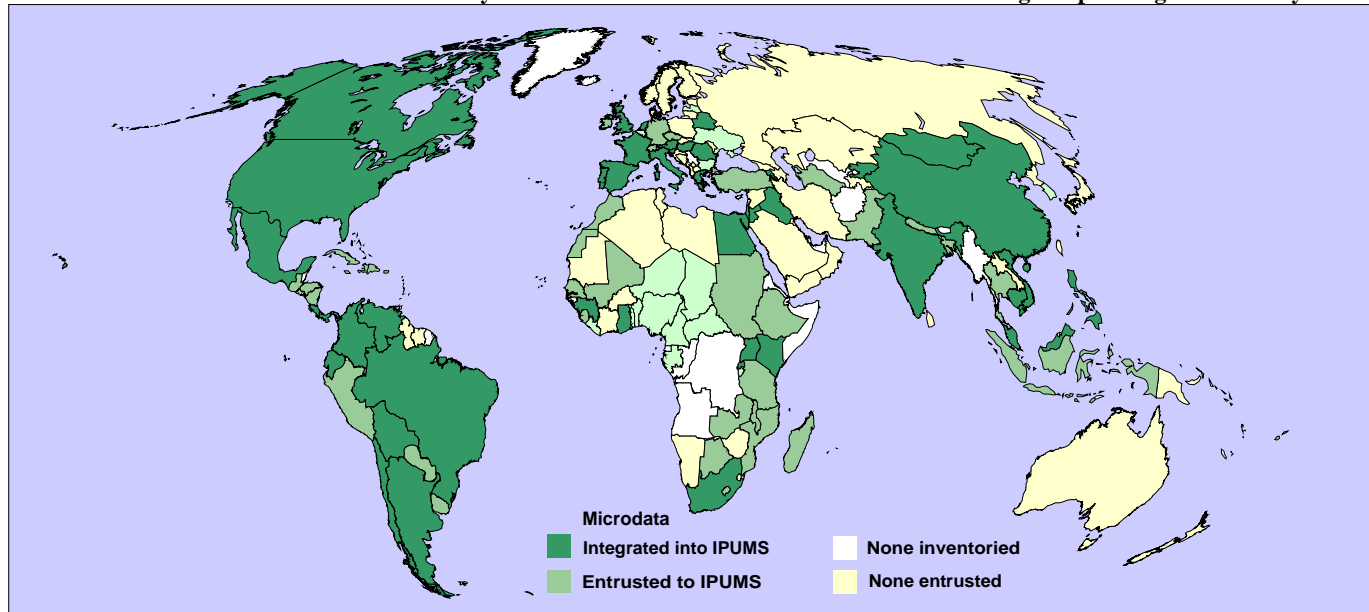 Microdata
Integrated into IPUMS
None inventoried
Entrusted to IPUMS
None entrusted